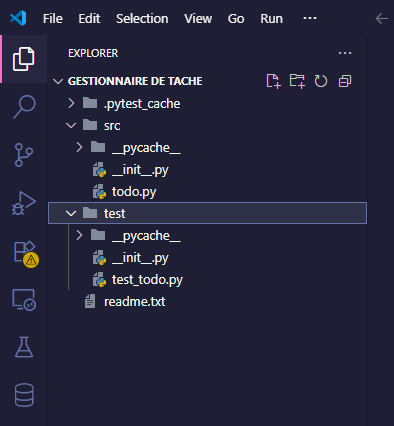 File Edit Selection View Go Run ···
EXPLORER ···
GESTIONNAIRE DE TACHE
.pytest_cache
src
__pycache__
__init__.py
todo.py
test
__pycache__
__init__.py
test_todo.py
readme.txt